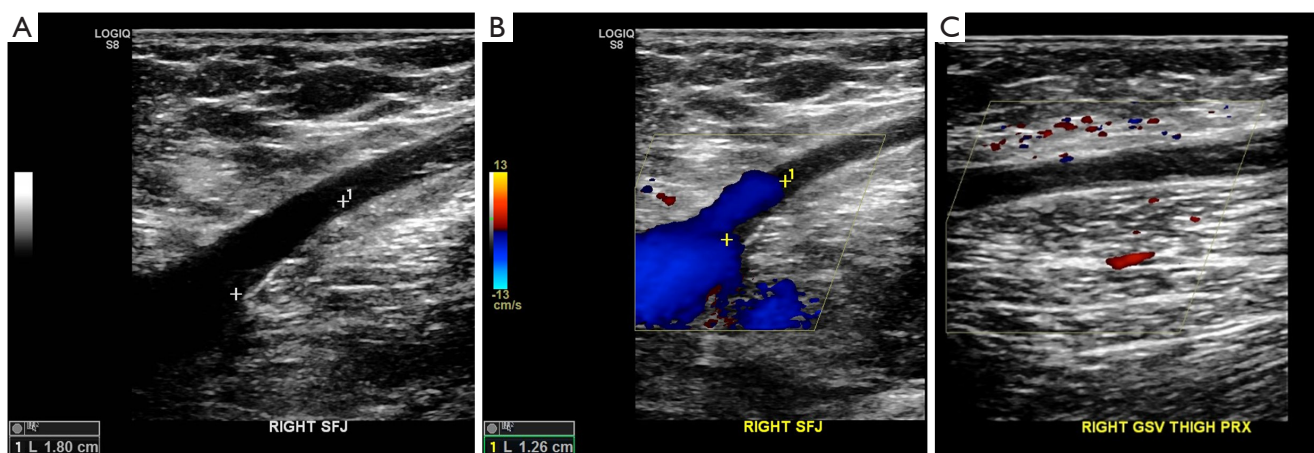 A
LOGIQ
S8
1
RIGHT SFJ
1 L 1.80 cm
B
LOGIQ
S8
13
-13
cm/s
1
RIGHT SFJ
1 L 1.26 cm
C
RIGHT GSV THIGH PRX